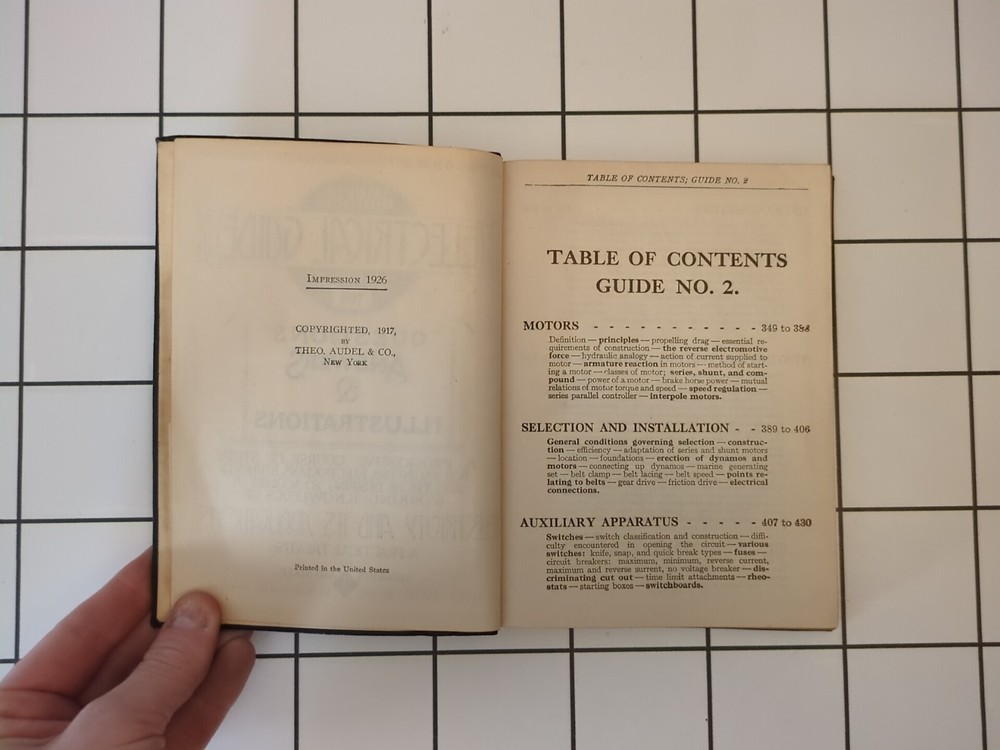 IMPRESSION 1926
COPYRIGHTED, 1917,
BY
THEO. AUDEL & CO.,
NEW YORK
Printed in the United States
TABLE OF CONTENTS; GUIDE NO. 2
TABLE OF CONTENTS
GUIDE NO. 2.
MOTORS - - - - - - - - - - - 349 to 388
Definition — principles — propelling drag — essential re-
quirements of construction — the reverse electromotive
force — hydraulic analogy — action of current supplied to
motor — armature reaction in motors — method of start-
ing a motor — classes of motor; series, shunt, and com-
pound — power of a motor — brake horse power — mutual
relations of motor torque and speed — speed regulation —
series parallel controller — interpole motors.
SELECTION AND INSTALLATION - - 389 to 406
General conditions governing selection — construc-
tion — efficiency — adaptation of series and shunt motors
— location — foundations — erection of dynamos and
motors — connecting up dynamos — marine generating
set — belt clamp — belt lacing — belt speed — points re-
lating to belts — gear drive — friction drive — electrical
connections.
AUXILIARY APPARATUS - - - - - 407 to 430
Switches — switch classification and construction — diffi-
culty encountered in opening the circuit — various
switches: knife, snap, and quick break types — fuses —
circuit breakers: maximum, minimum, reverse current,
maximum and reverse surrent, no voltage breaker — dis-
criminating cut out — time limit attachments — rheo-
stats — starting boxes — switchboards.